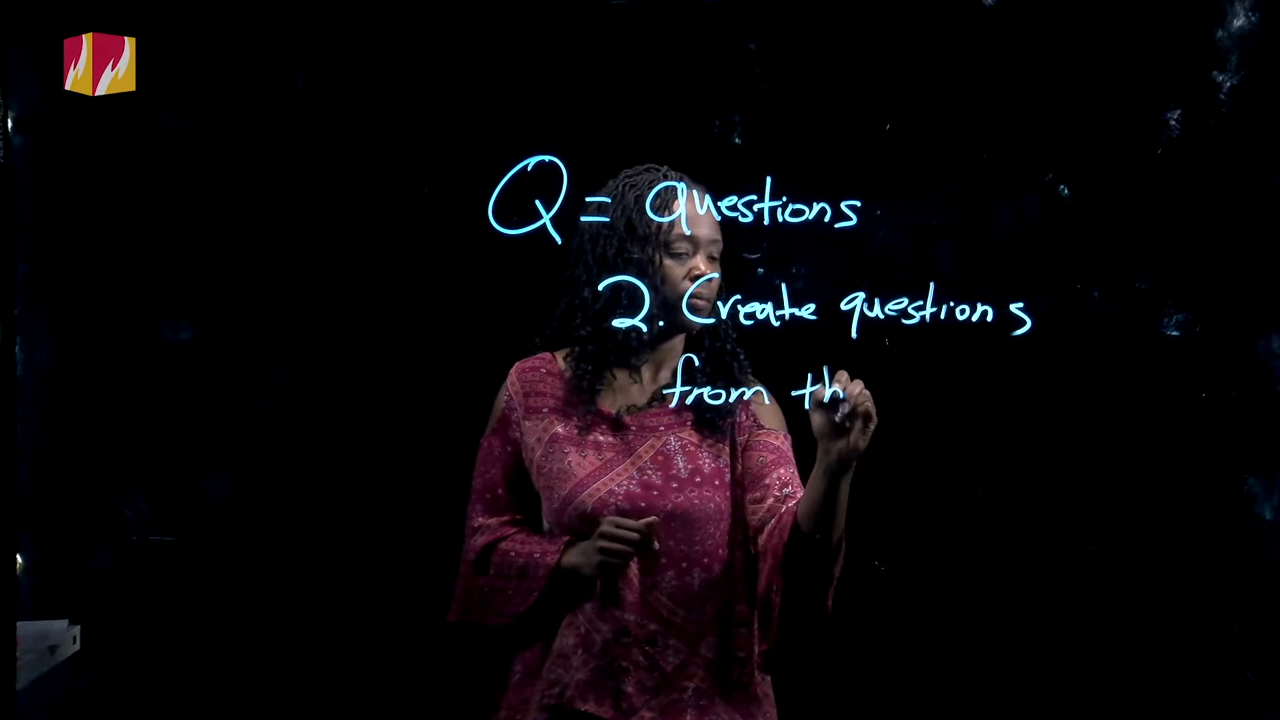 Q = questions
2. Create questions
from th